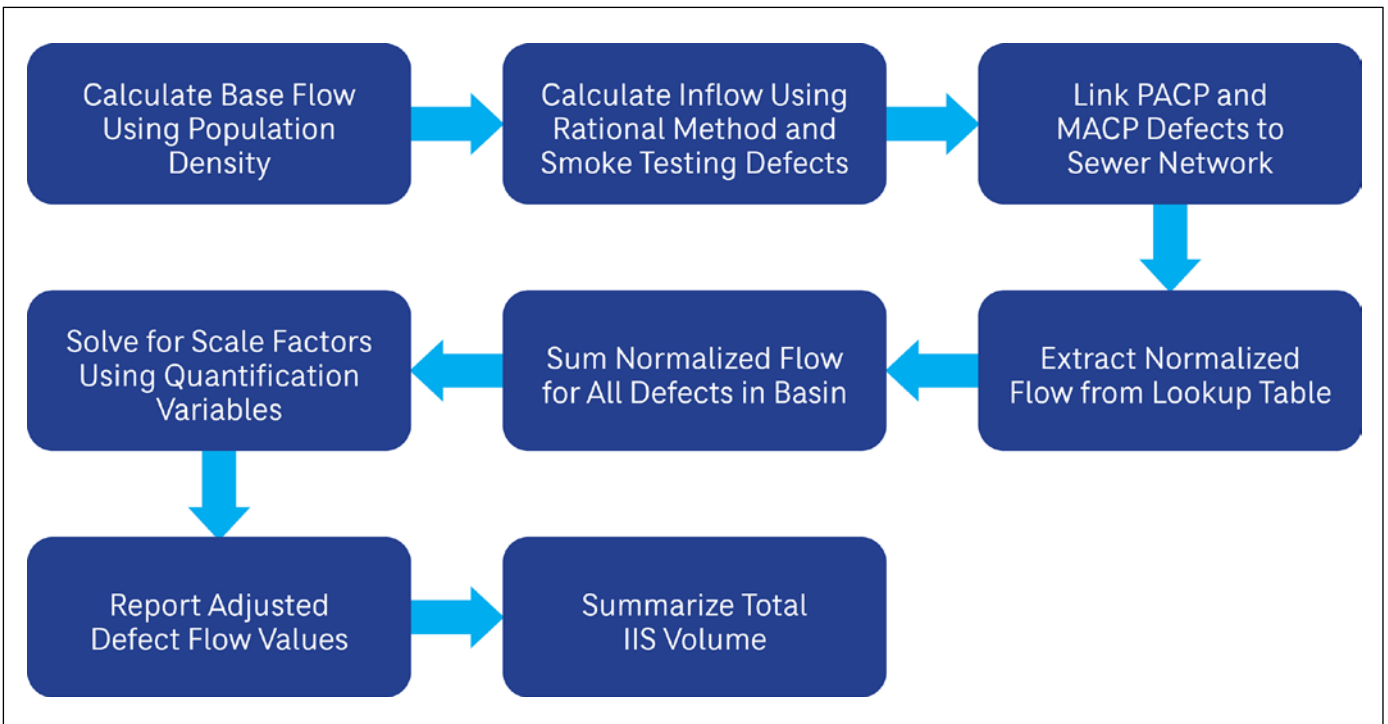 Calculate Base Flow
Using Population
Density
Calculate Inflow Using
Rational Method and
Smoke Testing Defects
Link PACP and
MACP Defects to
Sewer Network
Extract Normalized
Flow from Lookup Table
Sum Normalized Flow
for All Defects in Basin
Solve for Scale Factors
Using Quantification
Variables
Report Adjusted
Defect Flow Values
Summarize Total
IIS Volume